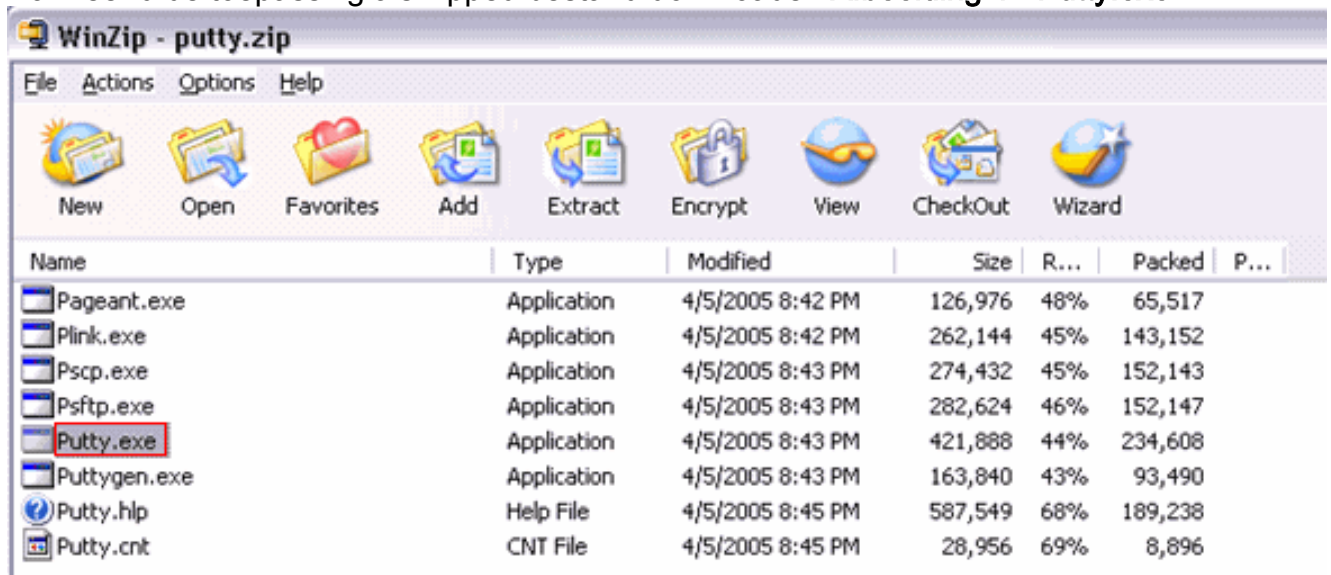 WinZip - putty.zip
File Actions Options Help
New Open Favorites Add Extract Encrypt View CheckOut Wizard
Name Type Modified Size R... Packed P...
Pageant.exe Application 4/5/2005 8:42 PM 126,976 48% 65,517
Plink.exe Application 4/5/2005 8:42 PM 262,144 45% 143,152
Pscp.exe Application 4/5/2005 8:43 PM 274,432 45% 152,143
Psftp.exe Application 4/5/2005 8:43 PM 282,624 46% 152,147
Putty.exe Application 4/5/2005 8:43 PM 421,888 44% 234,608
Puttygen.exe Application 4/5/2005 8:43 PM 163,840 43% 93,490
Putty.hlp Help File 4/5/2005 8:45 PM 587,549 68% 189,238
Putty.cnt CNT File 4/5/2005 8:45 PM 28,956 69% 8,896